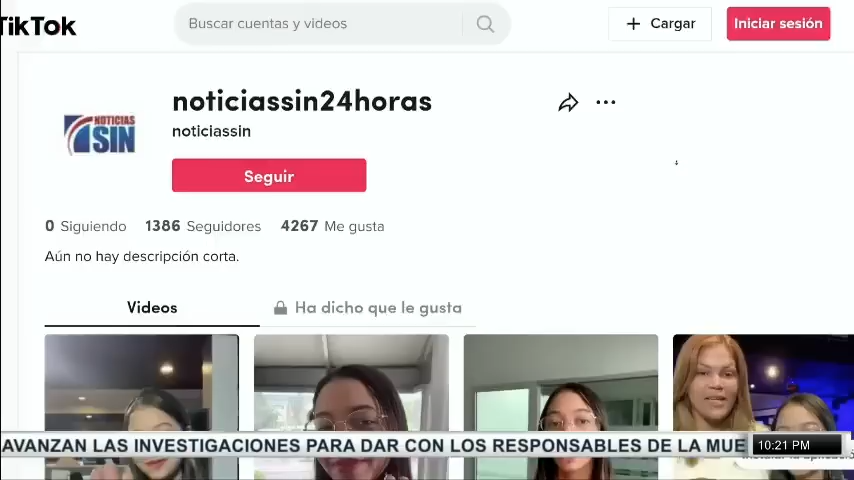 TikTok
Buscar cuentas y videos
+ Cargar
Iniciar sesión
NOTICIAS
SIN
noticiassin24horas
noticiassin
Seguir
0 Siguiendo 1386 Seguidores 4267 Me gusta
Aún no hay descripción corta.
Videos
Ha dicho que le gusta
AVANZAN LAS INVESTIGACIONES PARA DAR CON LOS RESPONSABLES DE LA MUE
10:21 PM